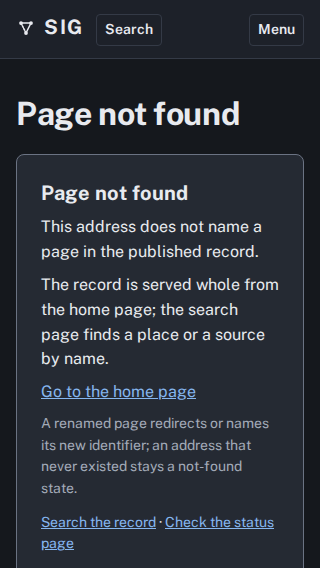 SIG Search Menu
Page not found
Page not found
This address does not name a
page in the published record.
The record is served whole from
the home page; the search
page finds a place or a source
by name.
Go to the home page
A renamed page redirects or names
its new identifier; an address that
never existed stays a not-found
state.
Search the record · Check the status
page